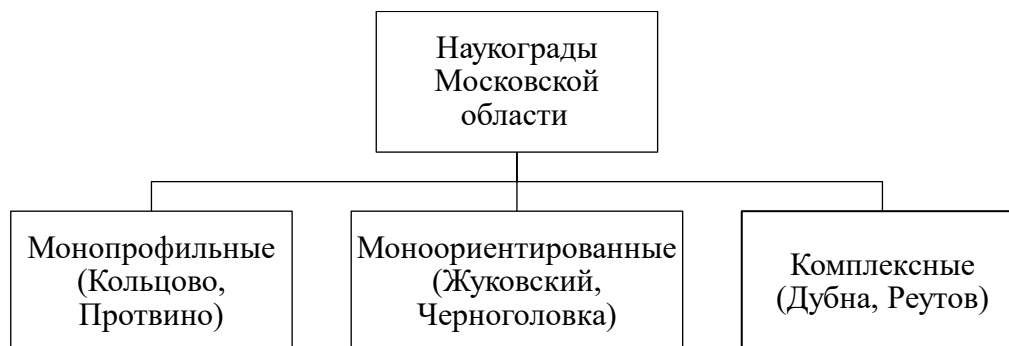 Наукограды
Московской
области
Монопрофильные
(Кольцово,
Протвино)
Моноориентированные
(Жуковский,
Черноголовка)
Комплексные
(Дубна, Реутов)